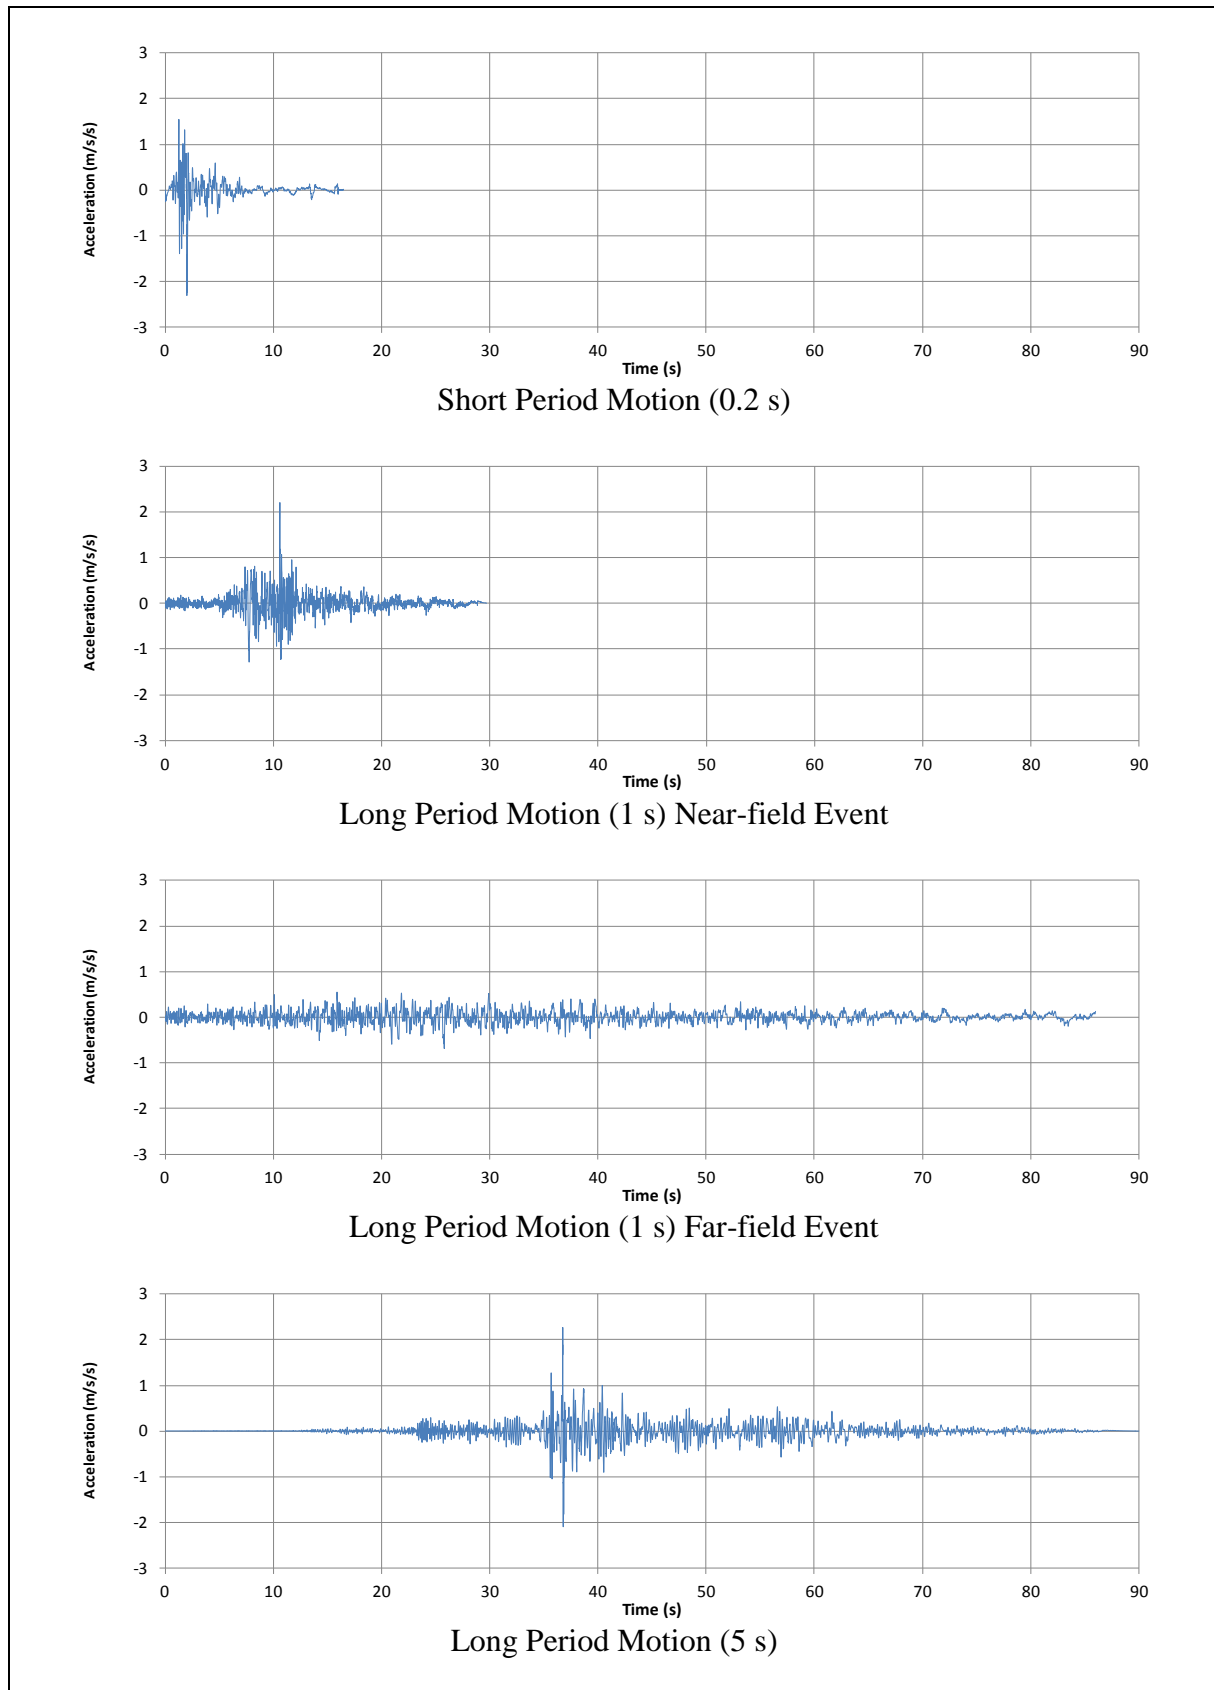 3
2
1
0
-1
-2
-3
Acceleration (m/s/s)
0 10 20 30 40 50 60 70 80 90
Time (s)
Short Period Motion (0.2 s)
3
2
1
0
-1
-2
-3
Acceleration (m/s/s)
0 10 20 30 40 50 60 70 80 90
Time (s)
Long Period Motion (1 s) Near-field Event
3
2
1
0
-1
-2
-3
Acceleration (m/s/s)
0 10 20 30 40 50 60 70 80 90
Time (s)
Long Period Motion (1 s) Far-field Event
3
2
1
0
-1
-2
-3
Acceleration (m/s/s)
0 10 20 30 40 50 60 70 80 90
Time (s)
Long Period Motion (5 s)